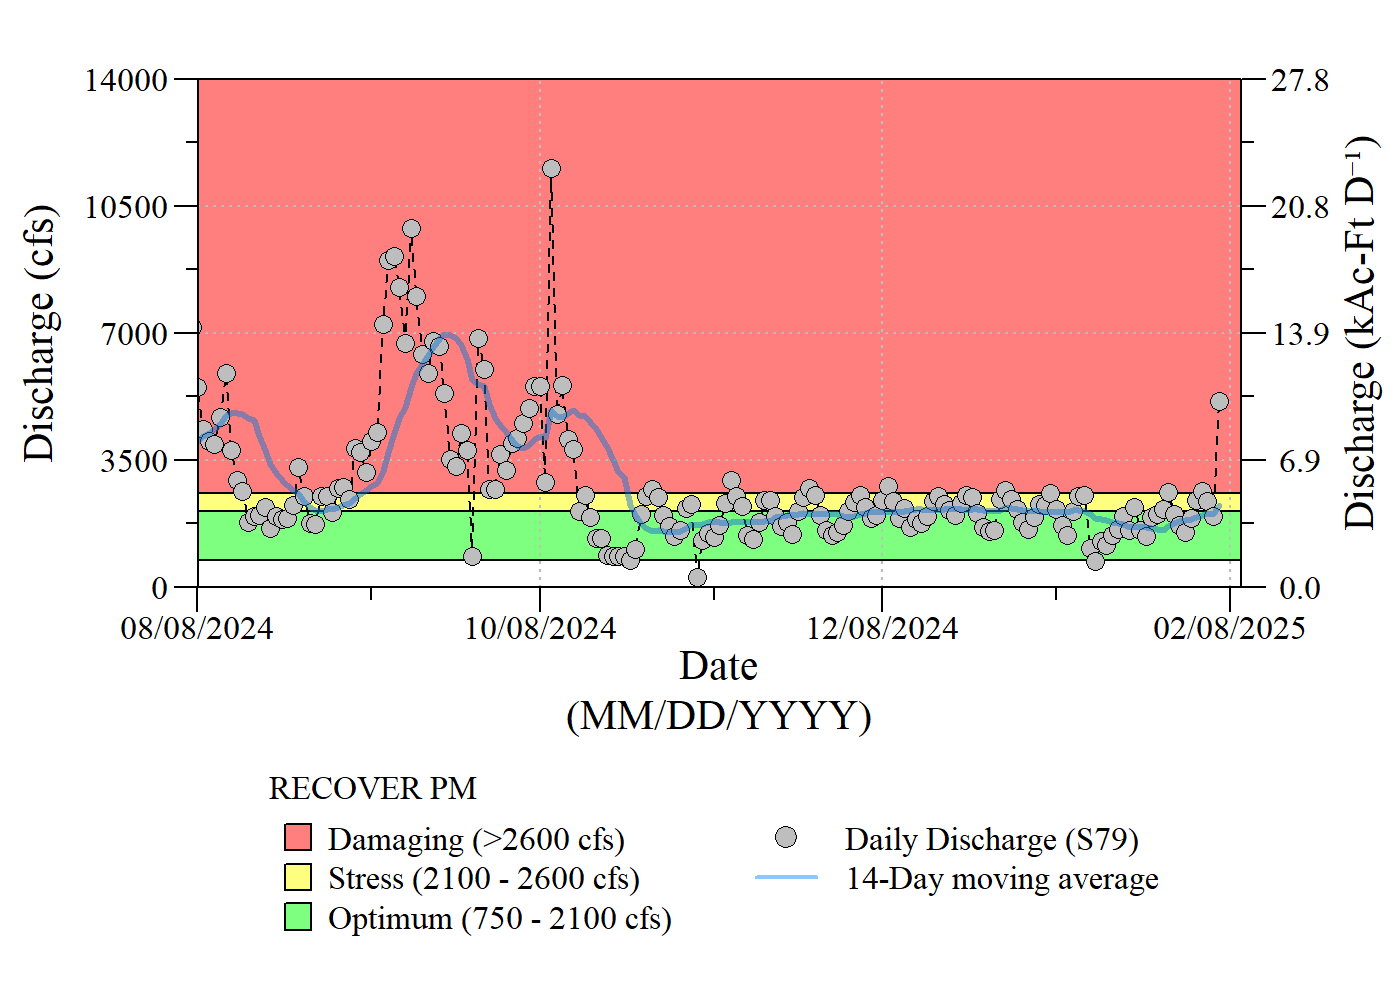 14000
10500
7000
3500
0
Discharge (cfs)
27.8
20.8
13.9
6.9
0.0
Discharge (kAc-Ft D⁻¹)
08/08/2024 10/08/2024 12/08/2024 02/08/2025
Date
(MM/DD/YYYY)
RECOVER PM
Damaging (>2600 cfs)
Stress (2100 - 2600 cfs)
Optimum (750 - 2100 cfs)
Daily Discharge (S79)
14-Day moving average